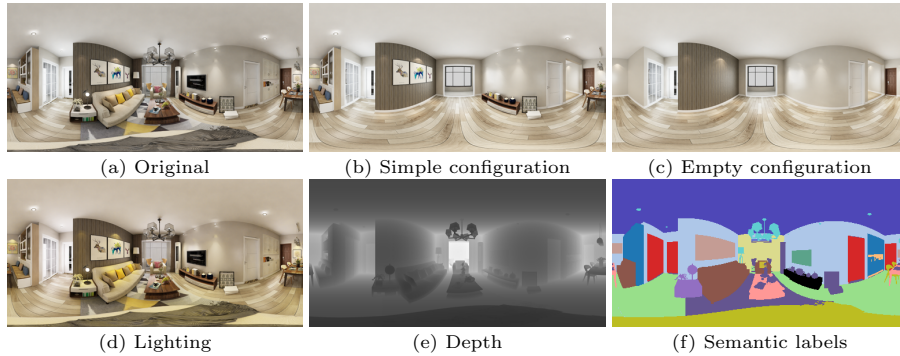 (a) Original
(b) Simple configuration
(c) Empty configuration
(d) Lighting
(e) Depth
(f) Semantic labels